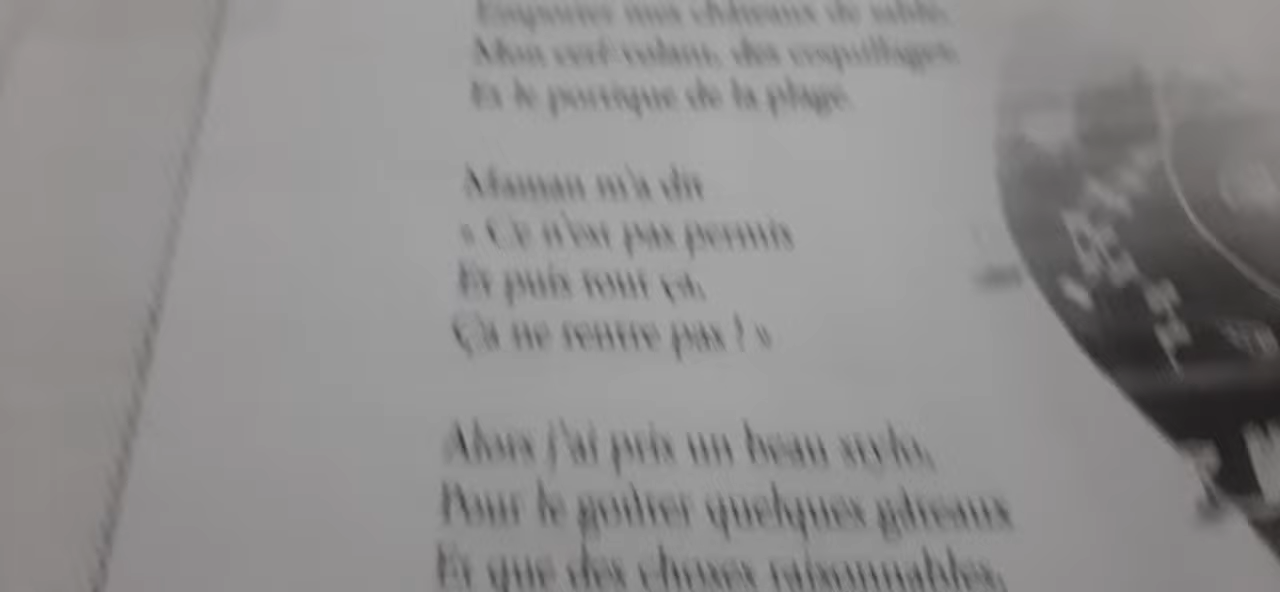 Emporter mes châteaux de sable,
Mon cerf-volant, des coquillages,
Et le portique de la plage.
Maman m'a dit
« Ce n'est pas permis
Et puis tout ça,
Ça ne rentre pas ! »
Alors j'ai pris un beau stylo,
Pour le goûter quelques gâteaux
Et que des choses raisonnables.